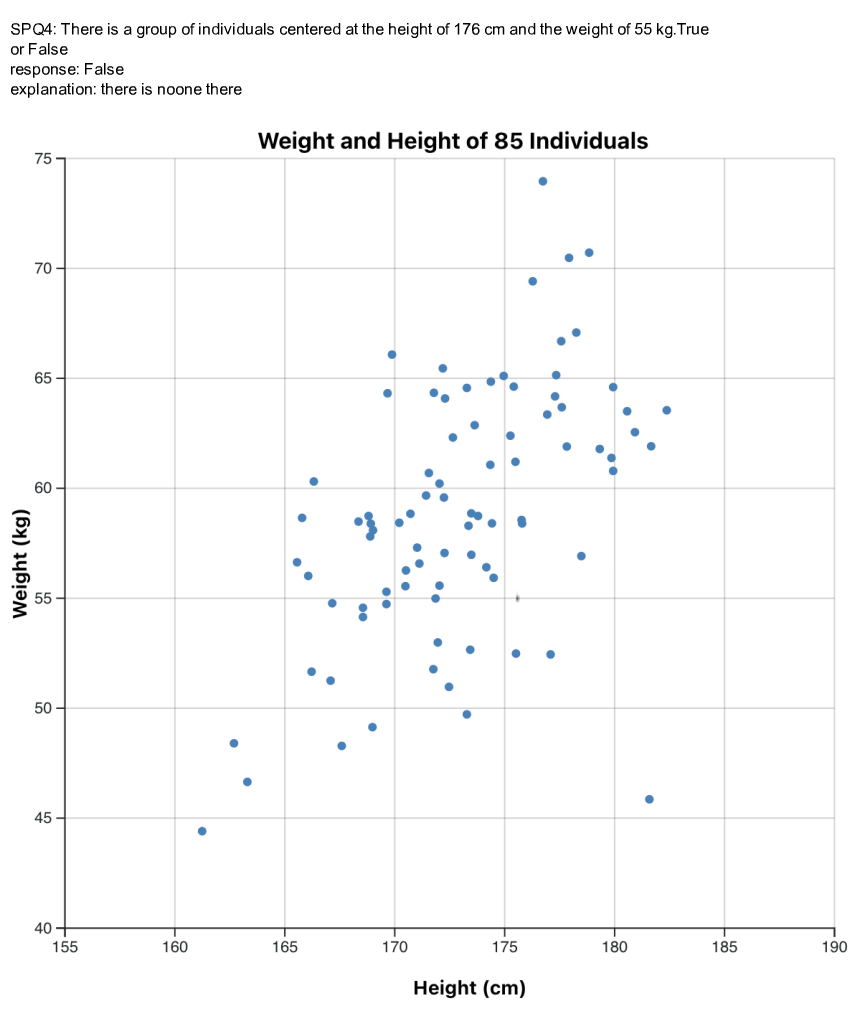 SPQ4: There is a group of individuals centered at the height of 176 cm and the weight of 55 kg.True
or False
response: False
explanation: there is noone there
Weight and Height of 85 Individuals
75
70
65
60
55
50
45
40
Weight (kg)
155 160 165 170 175 180 185 190
Height (cm)